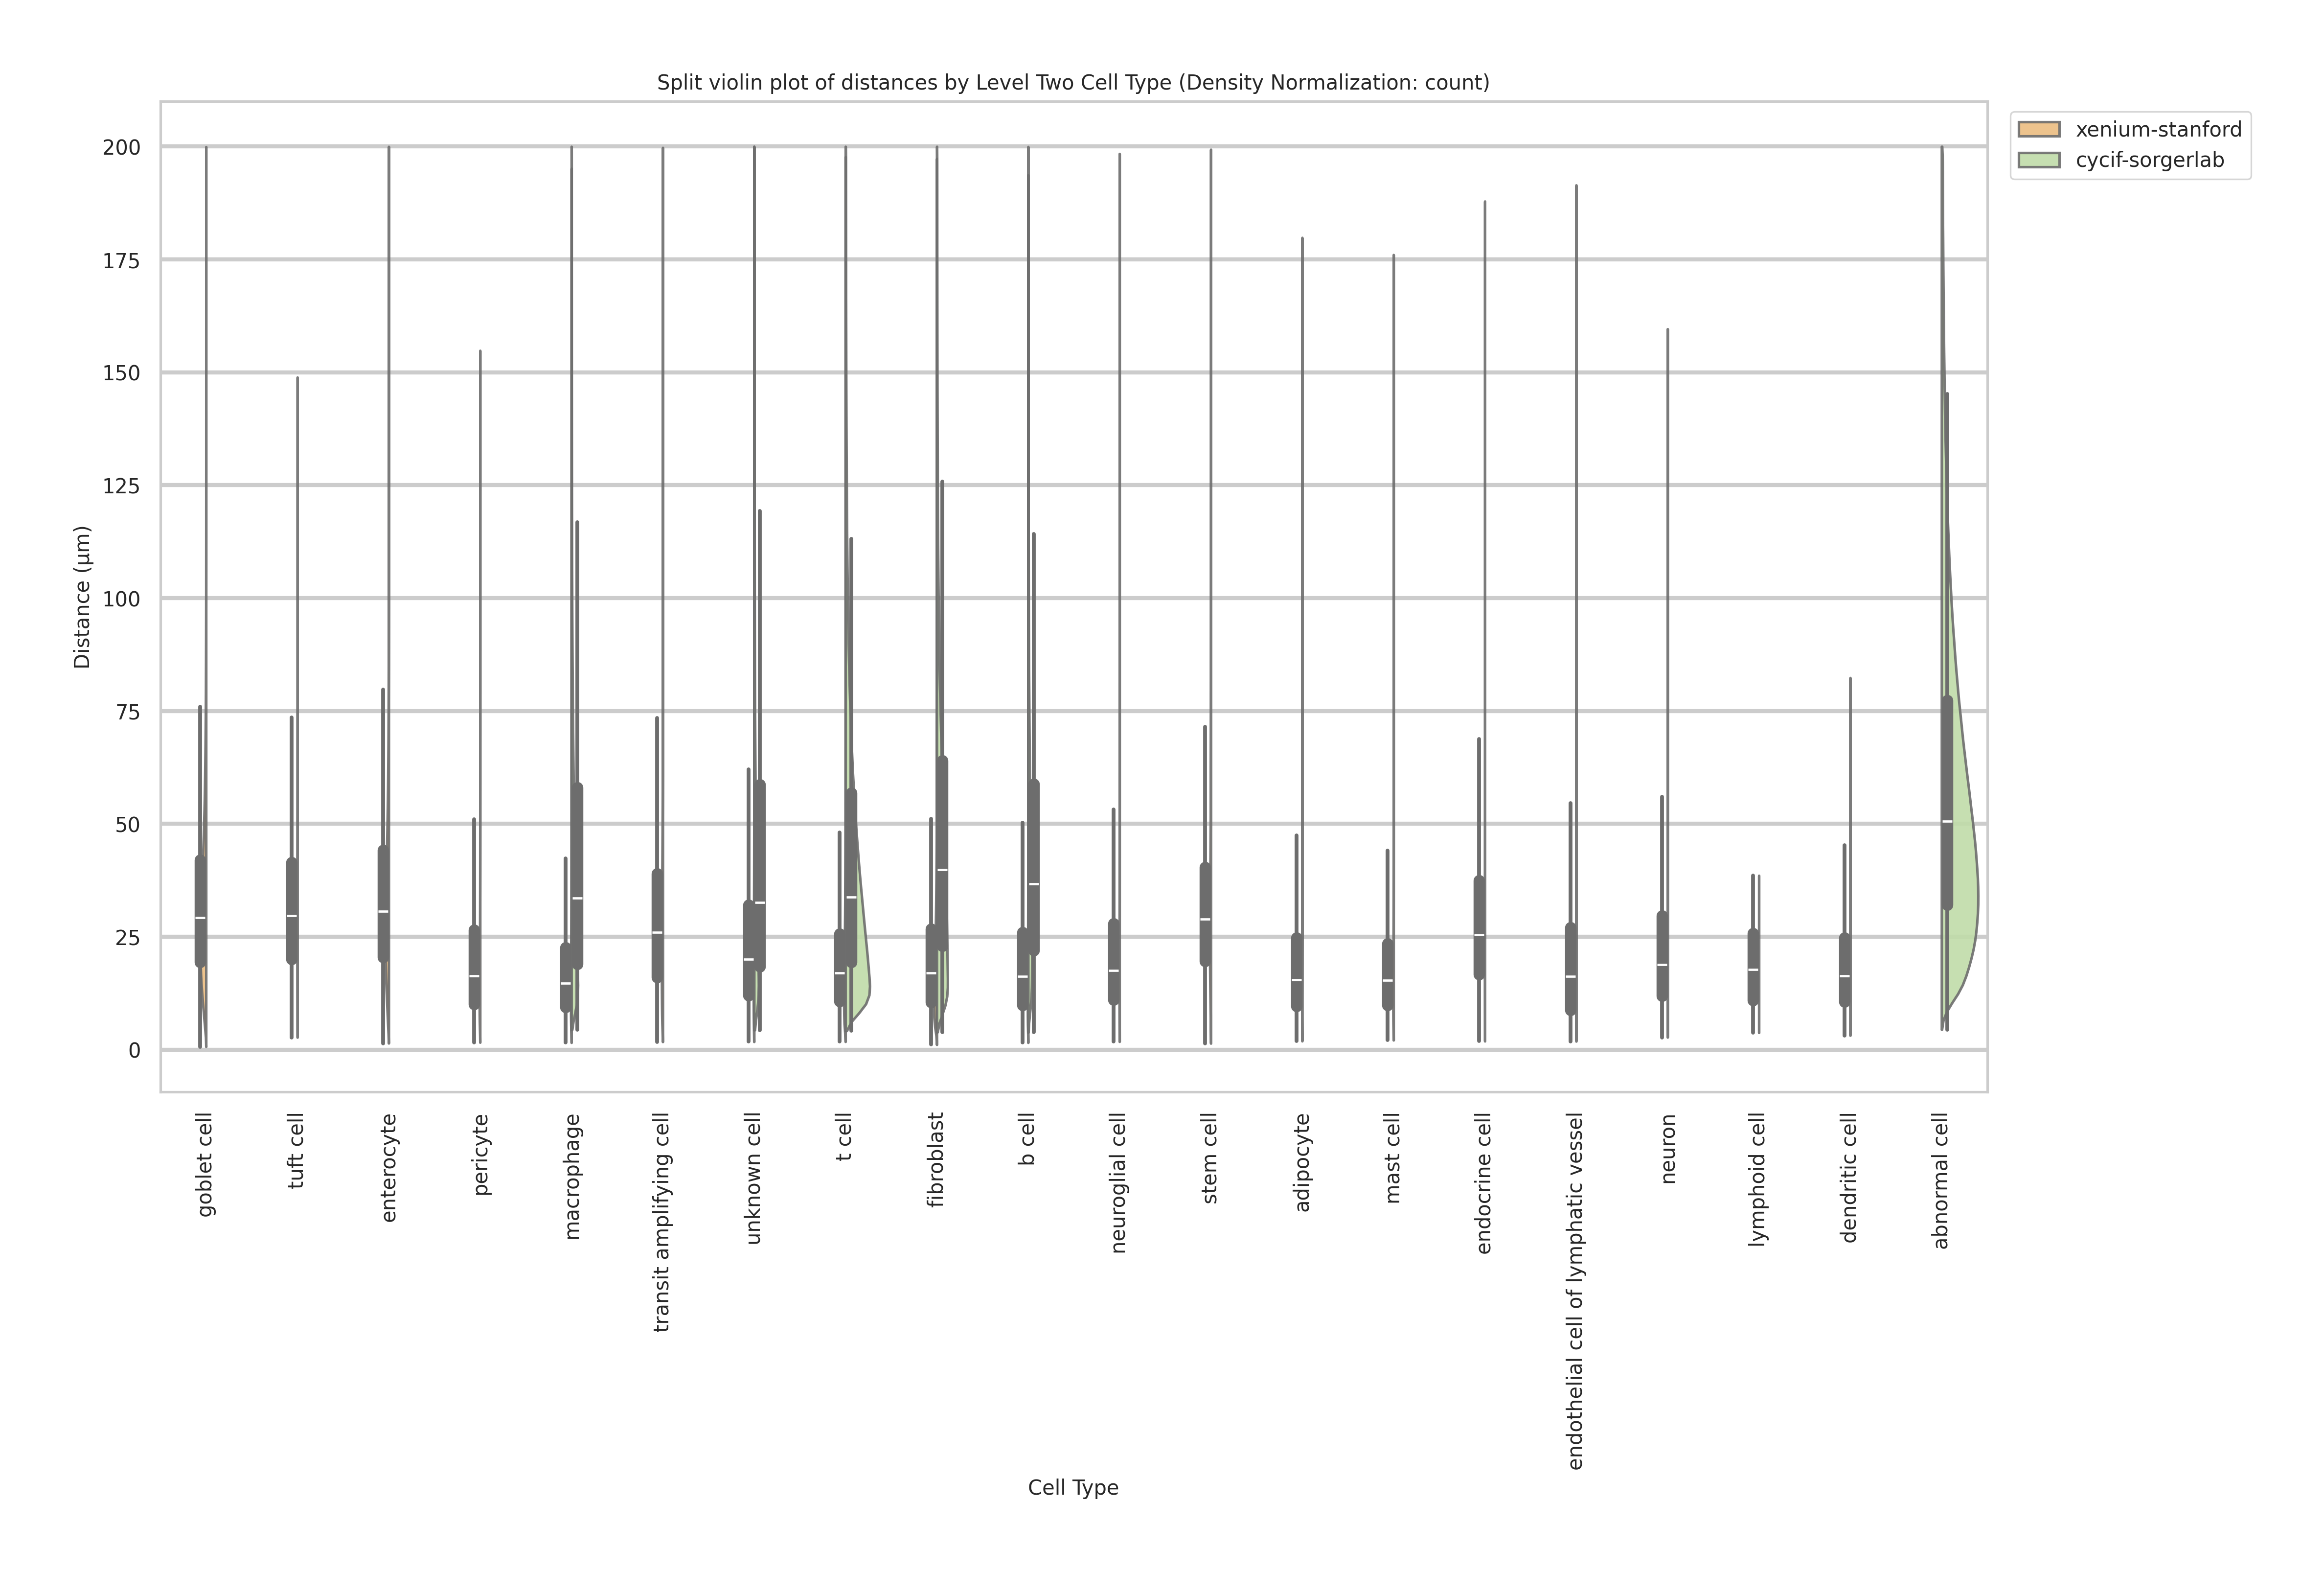 Split violin plot of distances by Level Two Cell Type (Density Normalization: count)
xenium-stanford
cycif-sorgerlab
Distance (µm)
200
175
150
125
100
75
50
25
0
goblet cell
tuft cell
enterocyte
pericyte
macrophage
transit amplifying cell
unknown cell
t cell
fibroblast
b cell
neuroglial cell
stem cell
adipocyte
mast cell
endocrine cell
endothelial cell of lymphatic vessel
neuron
lymphoid cell
dendritic cell
abnormal cell
Cell Type